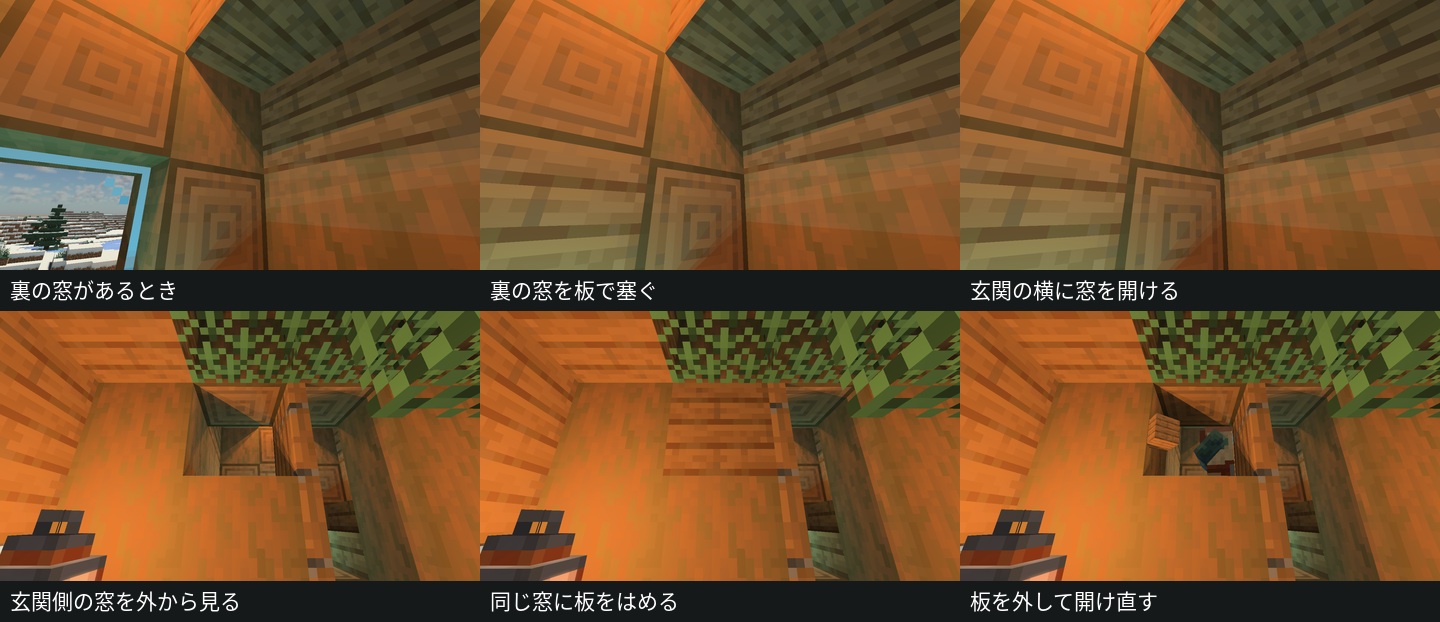 裏の窓があるとき
裏の窓を板で塞ぐ
玄関の横に窓を開ける
玄関側の窓を外から見る
同じ窓に板をはめる
板を外して開け直す